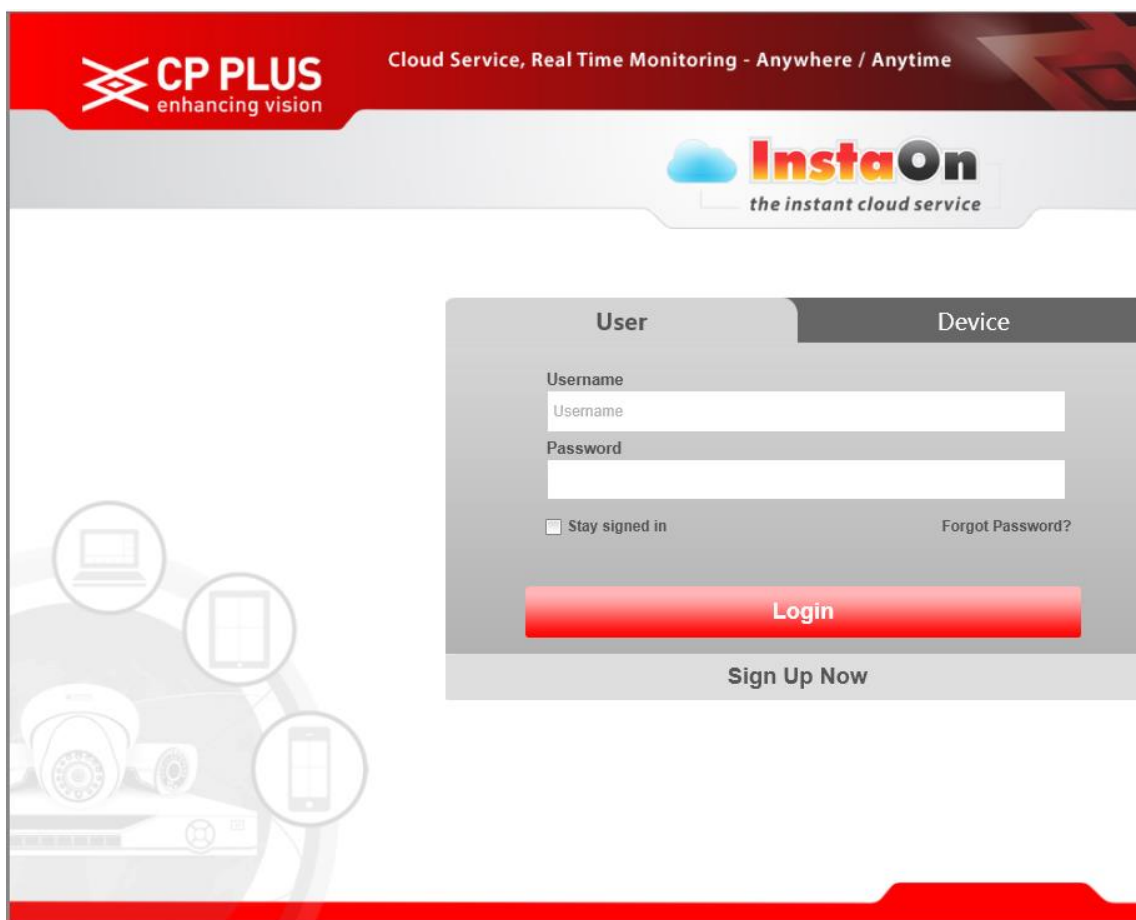 CP PLUS
enhancing vision
Cloud Service, Real Time Monitoring - Anywhere / Anytime
InstaOn
the instant cloud service
User
Device
Username
Username
Password
Stay signed in
Forgot Password?
Login
Sign Up Now